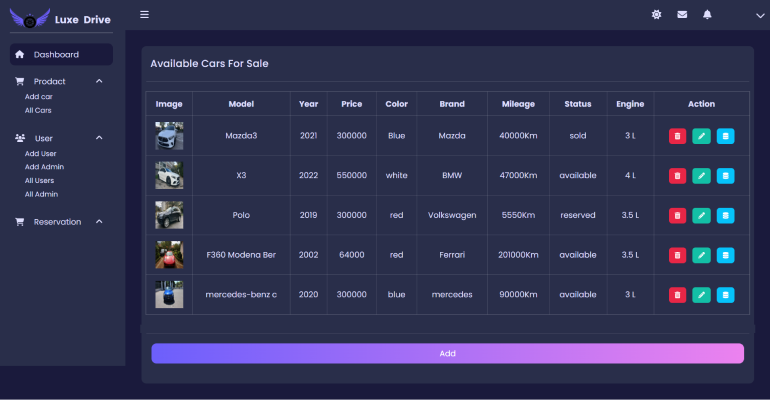 Luxe Drive
Dashboard
Prodact
Add car
All Cars
User
Add User
Add Admin
All Users
All Admin
Reservation
Available Cars For Sale
Image Model Year Price Color Brand Mileage Status Engine Action
Mazda3 2021 300000 Blue Mazda 40000Km sold 3 L
X3 2022 550000 white BMW 47000Km available 4 L
Polo 2019 300000 red Volkswagen 5550Km reserved 3.5 L
F360 Modena Ber 2002 64000 red Ferrari 201000Km available 3.5 L
mercedes-benz c 2020 300000 blue mercedes 90000Km available 3 L
Add